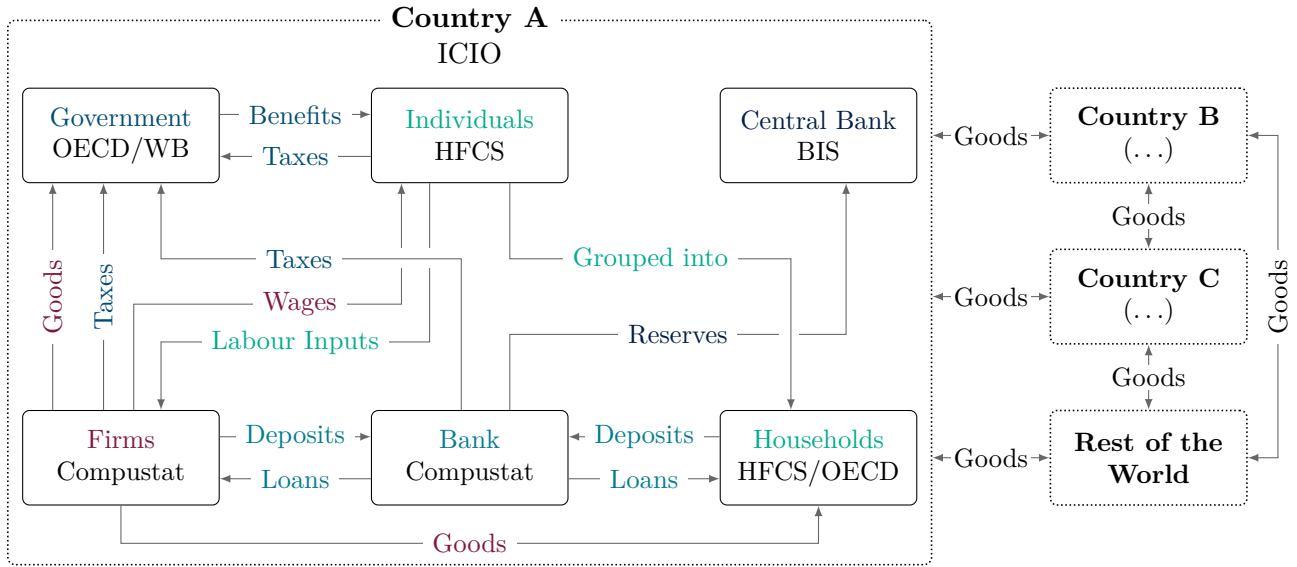 Country A
ICIO
Government
OECD/WB
Benefits
Taxes
Individuals
HFCS
Central Bank
BIS
Goods
Country B
(...)
Goods
Goods
Taxes
Taxes
Wages
Labour Inputs
Grouped into
Reserves
Goods
Country C
(...)
Goods
Goods
Firms
Compustat
Deposits
Loans
Bank
Compustat
Deposits
Loans
Households
HFCS/OECD
Goods
Rest of the
World
Goods